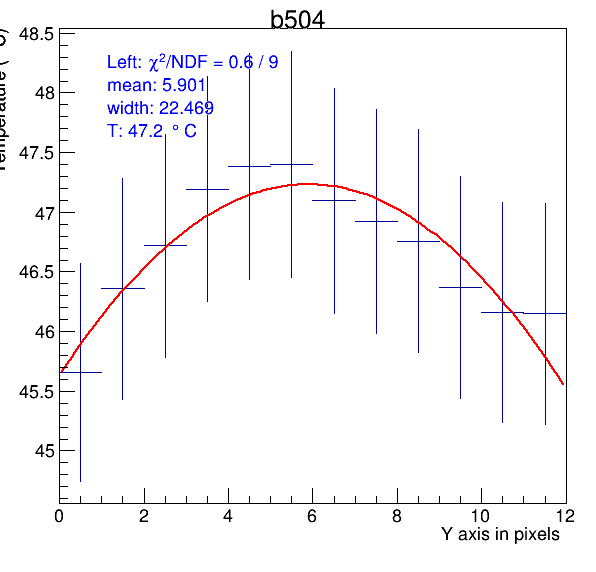 b504
Temperature (°C)
Left: χ²/NDF = 0.6 / 9
mean: 5.901
width: 22.469
T: 47.2 ° C
48.5
48
47.5
47
46.5
46
45.5
45
0 2 4 6 8 10 12
Y axis in pixels